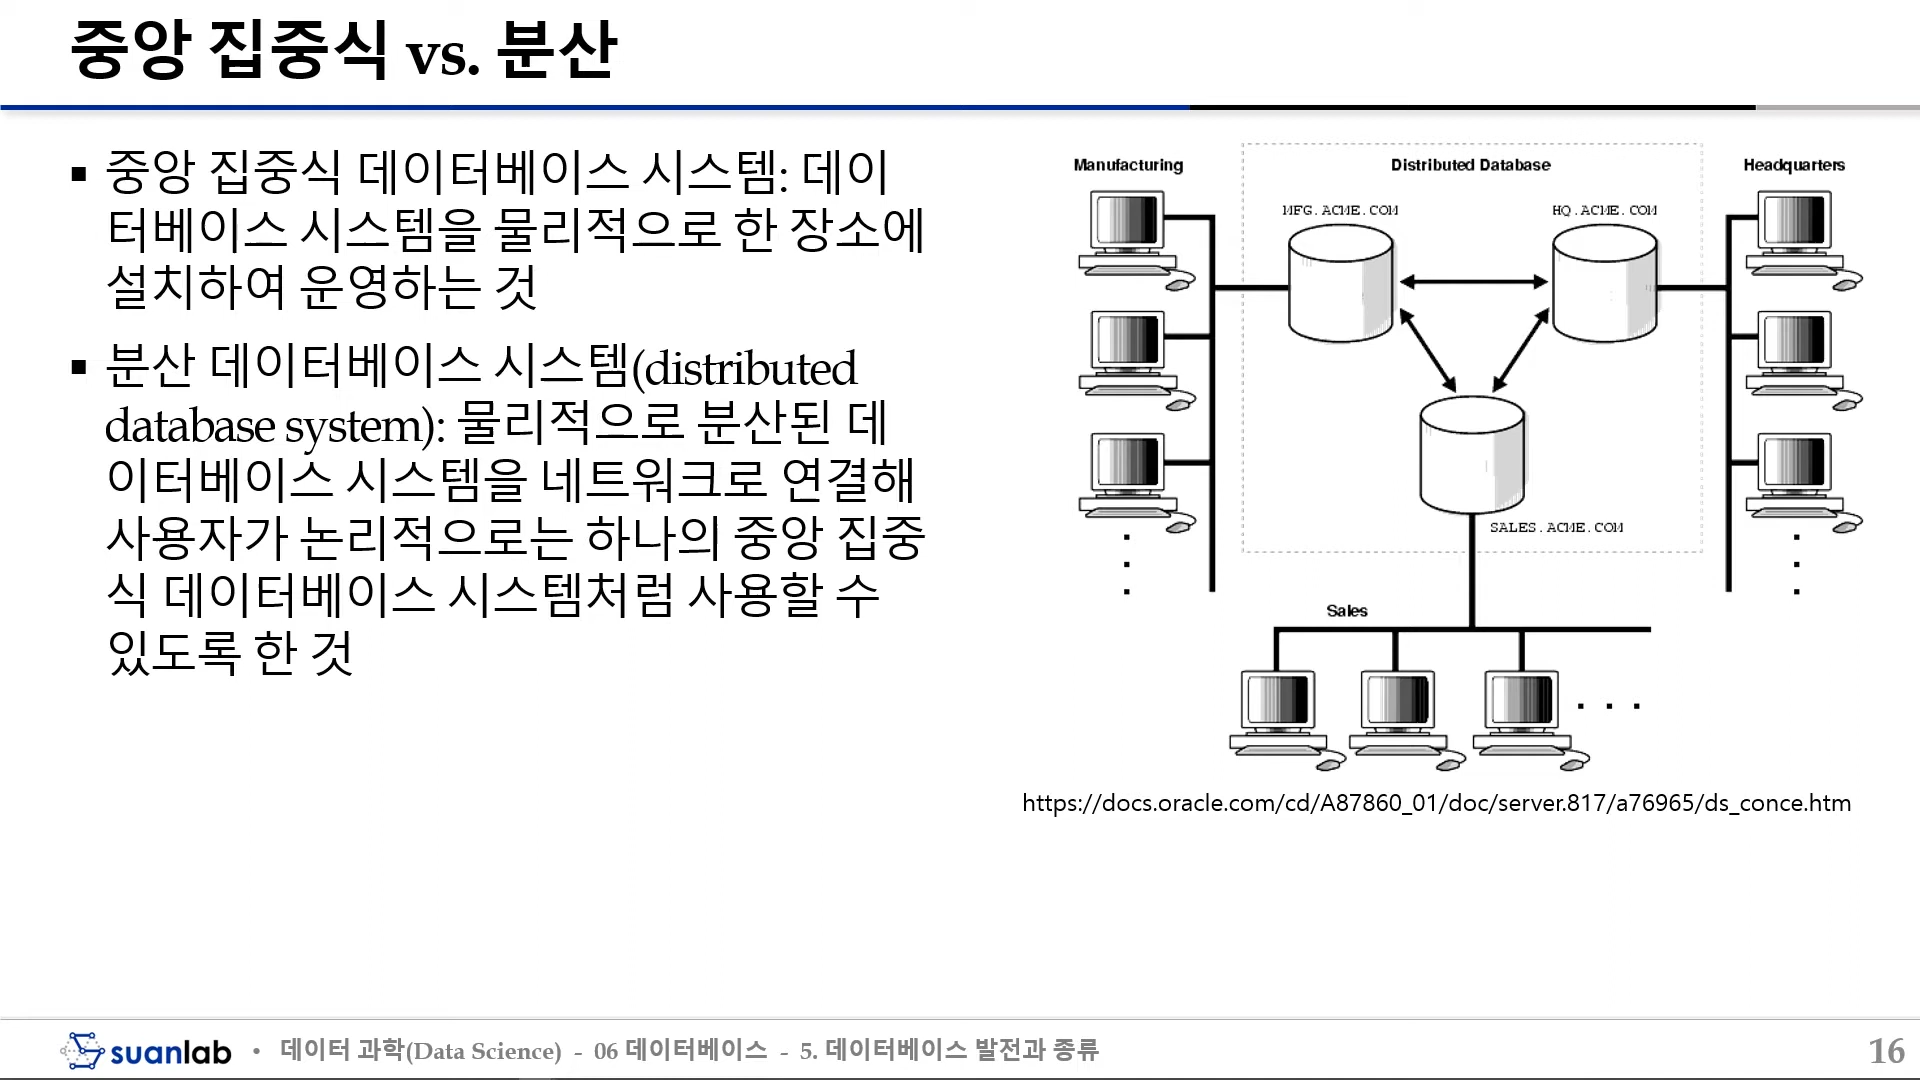 중앙 집중식 vs. 분산
▪ 중앙 집중식 데이터베이스 시스템: 데이
터베이스 시스템을 물리적으로 한 장소에
설치하여 운영하는 것
▪ 분산 데이터베이스 시스템(distributed
database system): 물리적으로 분산된 데
이터베이스 시스템을 네트워크로 연결해
사용자가 논리적으로는 하나의 중앙 집중
식 데이터베이스 시스템처럼 사용할 수
있도록 한 것
Manufacturing
Distributed Database
Headquarters
MFG.ACME.COM
HQ.ACME.COM
SALES.ACME.COM
Sales
https://docs.oracle.com/cd/A87860_01/doc/server.817/a76965/ds_conce.htm
suanlab • 데이터 과학(Data Science) - 06 데이터베이스 - 5. 데이터베이스 발전과 종류
16